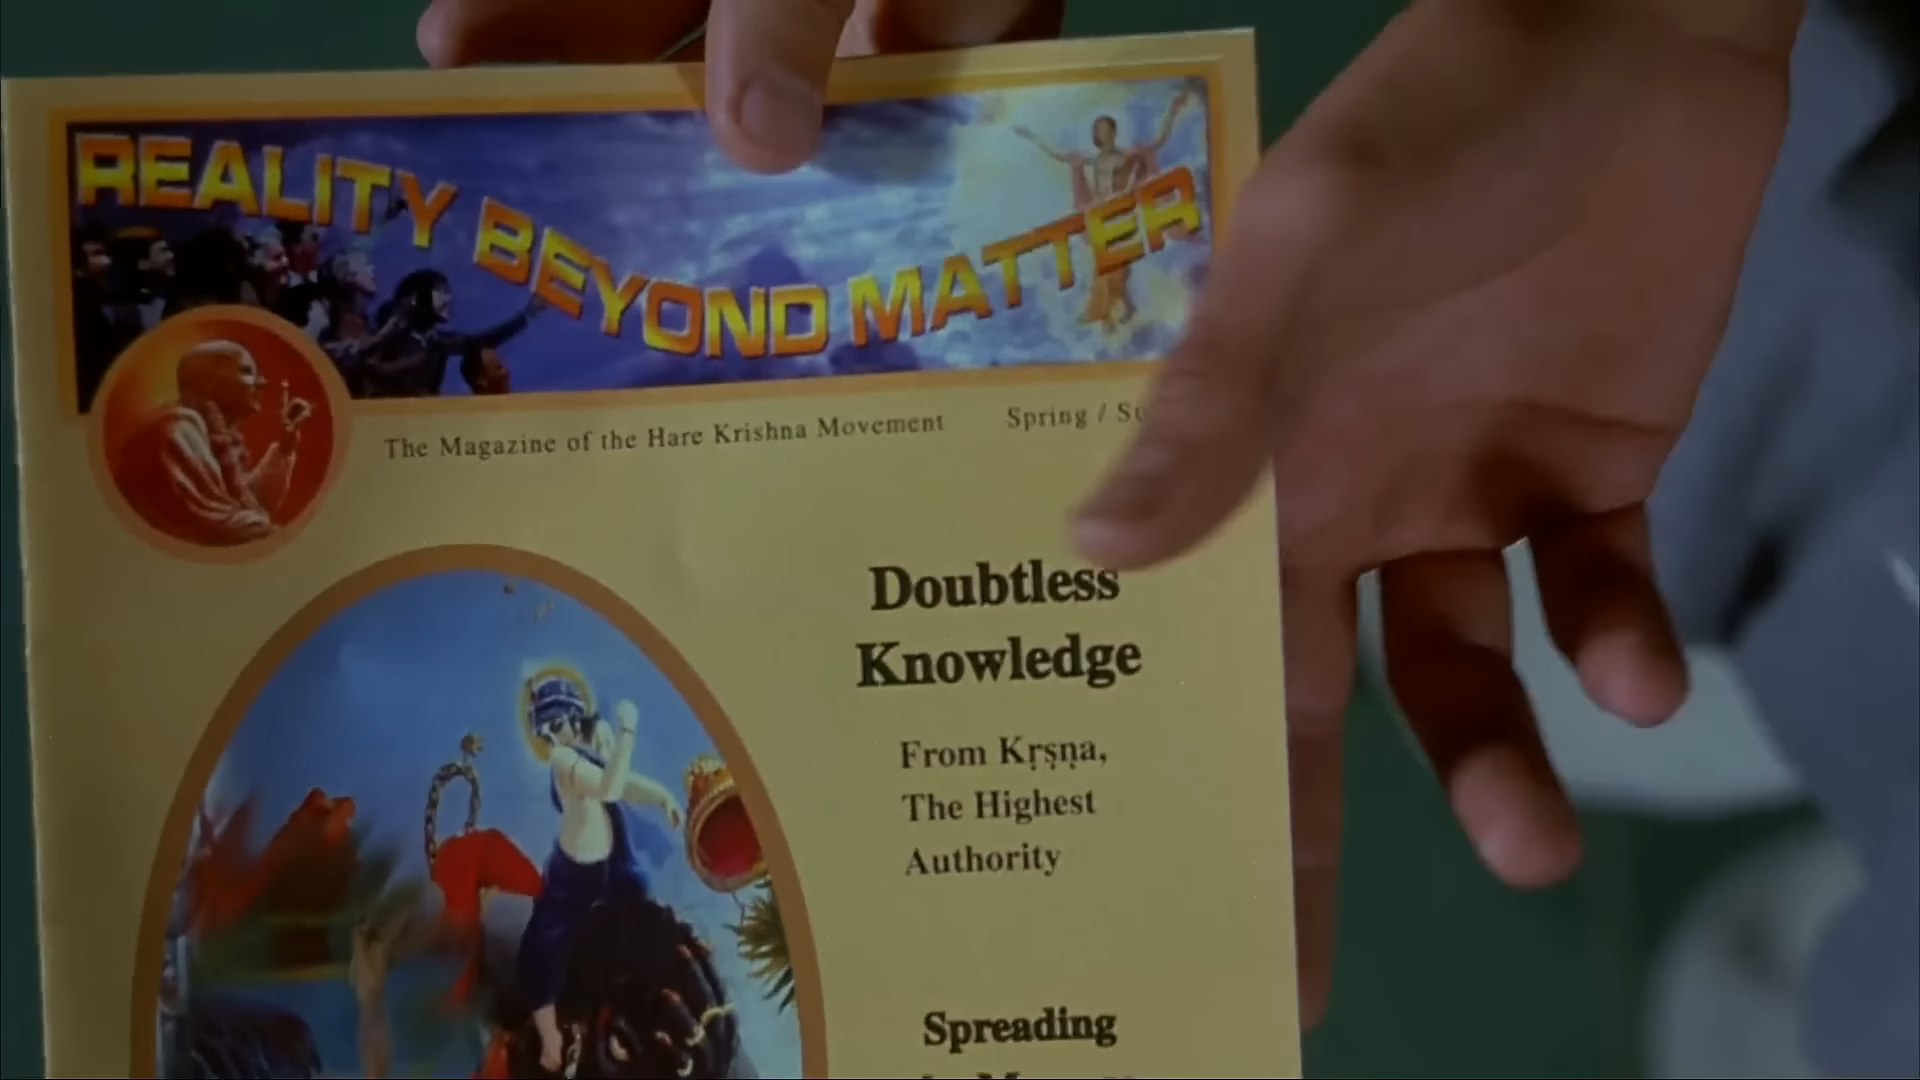 REALITY BEYOND MATTER
The Magazine of the Hare Krishna Movement Spring /
Doubtless
Knowledge
From Kṛṣṇa,
The Highest
Authority
Spreading